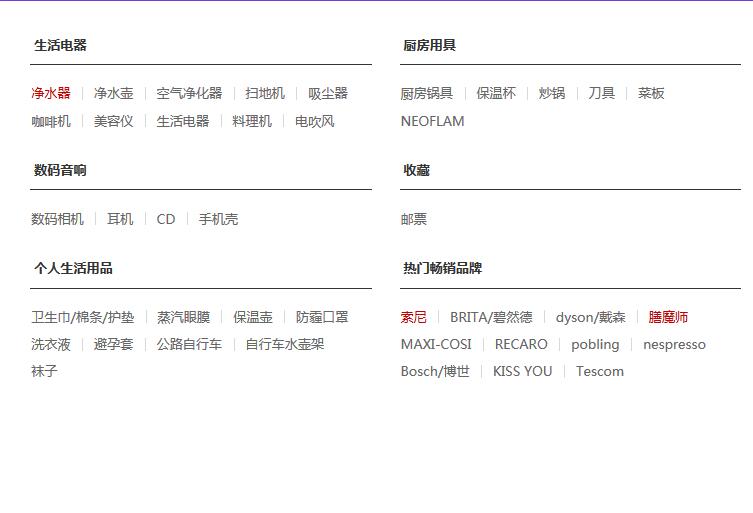 生活电器
净水器 净水壶 空气净化器 扫地机 吸尘器
咖啡机 美容仪 生活电器 料理机 电吹风
厨房用具
厨房锅具 保温杯 炒锅 刀具 菜板
NEOFLAM
数码音响
数码相机 耳机 CD 手机壳
收藏
邮票
个人生活用品
卫生巾/棉条/护垫 蒸汽眼膜 保温壶 防霾口罩
洗衣液 避孕套 公路自行车 自行车水壶架
袜子
热门畅销品牌
索尼 BRITA/碧然德 dyson/戴森 膳魔师
MAXI-COSI RECARO pobling nespresso
Bosch/博世 KISS YOU Tescom